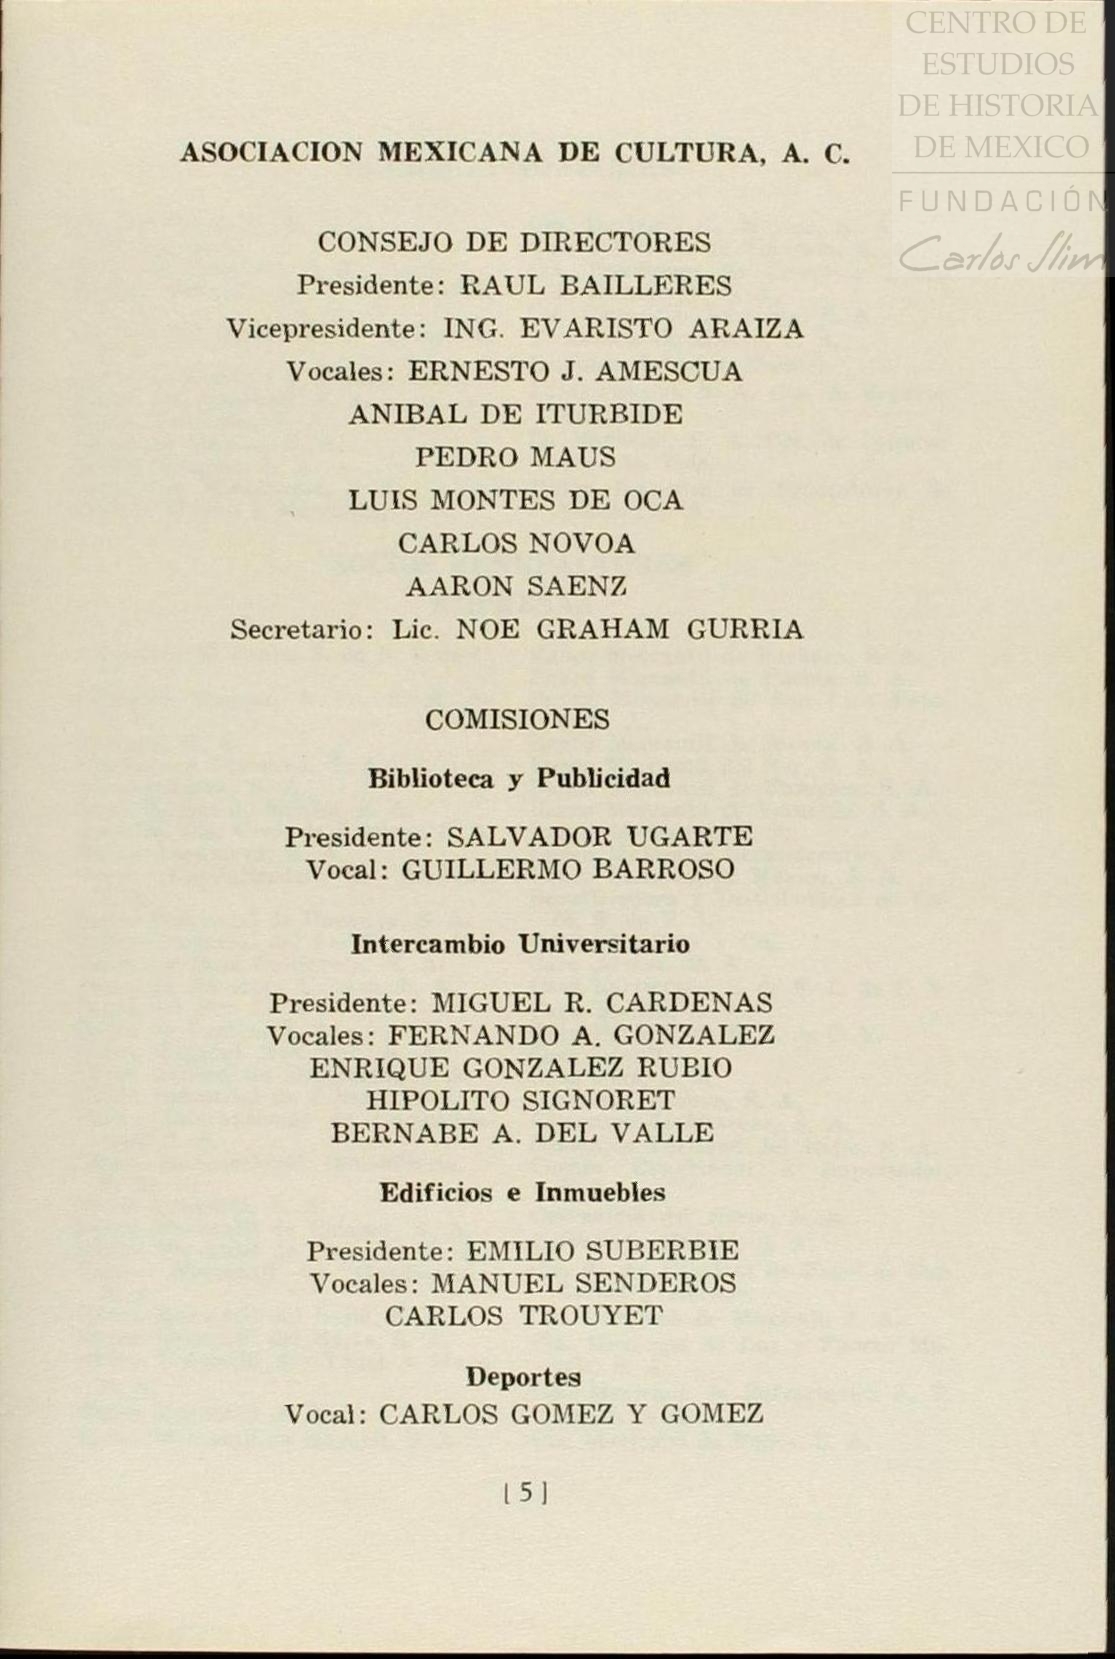 CENTRO DE
ESTUDIOS
DE HISTORIA
DE MEXICO
FUNDACIÓN
Carlos Slim
ASOCIACION MEXICANA DE CULTURA, A. C.
CONSEJO DE DIRECTORES
Presidente: RAUL BAILLERES
Vicepresidente: ING. EVARISTO ARAIZA
Vocales: ERNESTO J. AMESCUA
ANIBAL DE ITURBIDE
PEDRO MAUS
LUIS MONTES DE OCA
CARLOS NOVOA
AARON SAENZ
Secretario: Lic. NOE GRAHAM GURRIA
COMISIONES
Biblioteca y Publicidad
Presidente: SALVADOR UGARTE
Vocal: GUILLERMO BARROSO
Intercambio Universitario
Presidente: MIGUEL R. CARDENAS
Vocales: FERNANDO A. GONZALEZ
ENRIQUE GONZALEZ RUBIO
HIPOLITO SIGNORET
BERNABE A. DEL VALLE
Edificios e Inmuebles
Presidente: EMILIO SUBERBIE
Vocales: MANUEL SENDEROS
CARLOS TROUYET
Deportes
Vocal: CARLOS GOMEZ Y GOMEZ
[5]